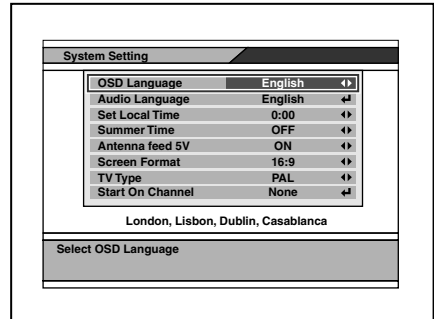 System Setting
OSD Language English
Audio Language English
Set Local Time 0:00
Summer Time OFF
Antenna feed 5V ON
Screen Format 16:9
TV Type PAL
Start On Channel None
London, Lisbon, Dublin, Casablanca
Select OSD Language